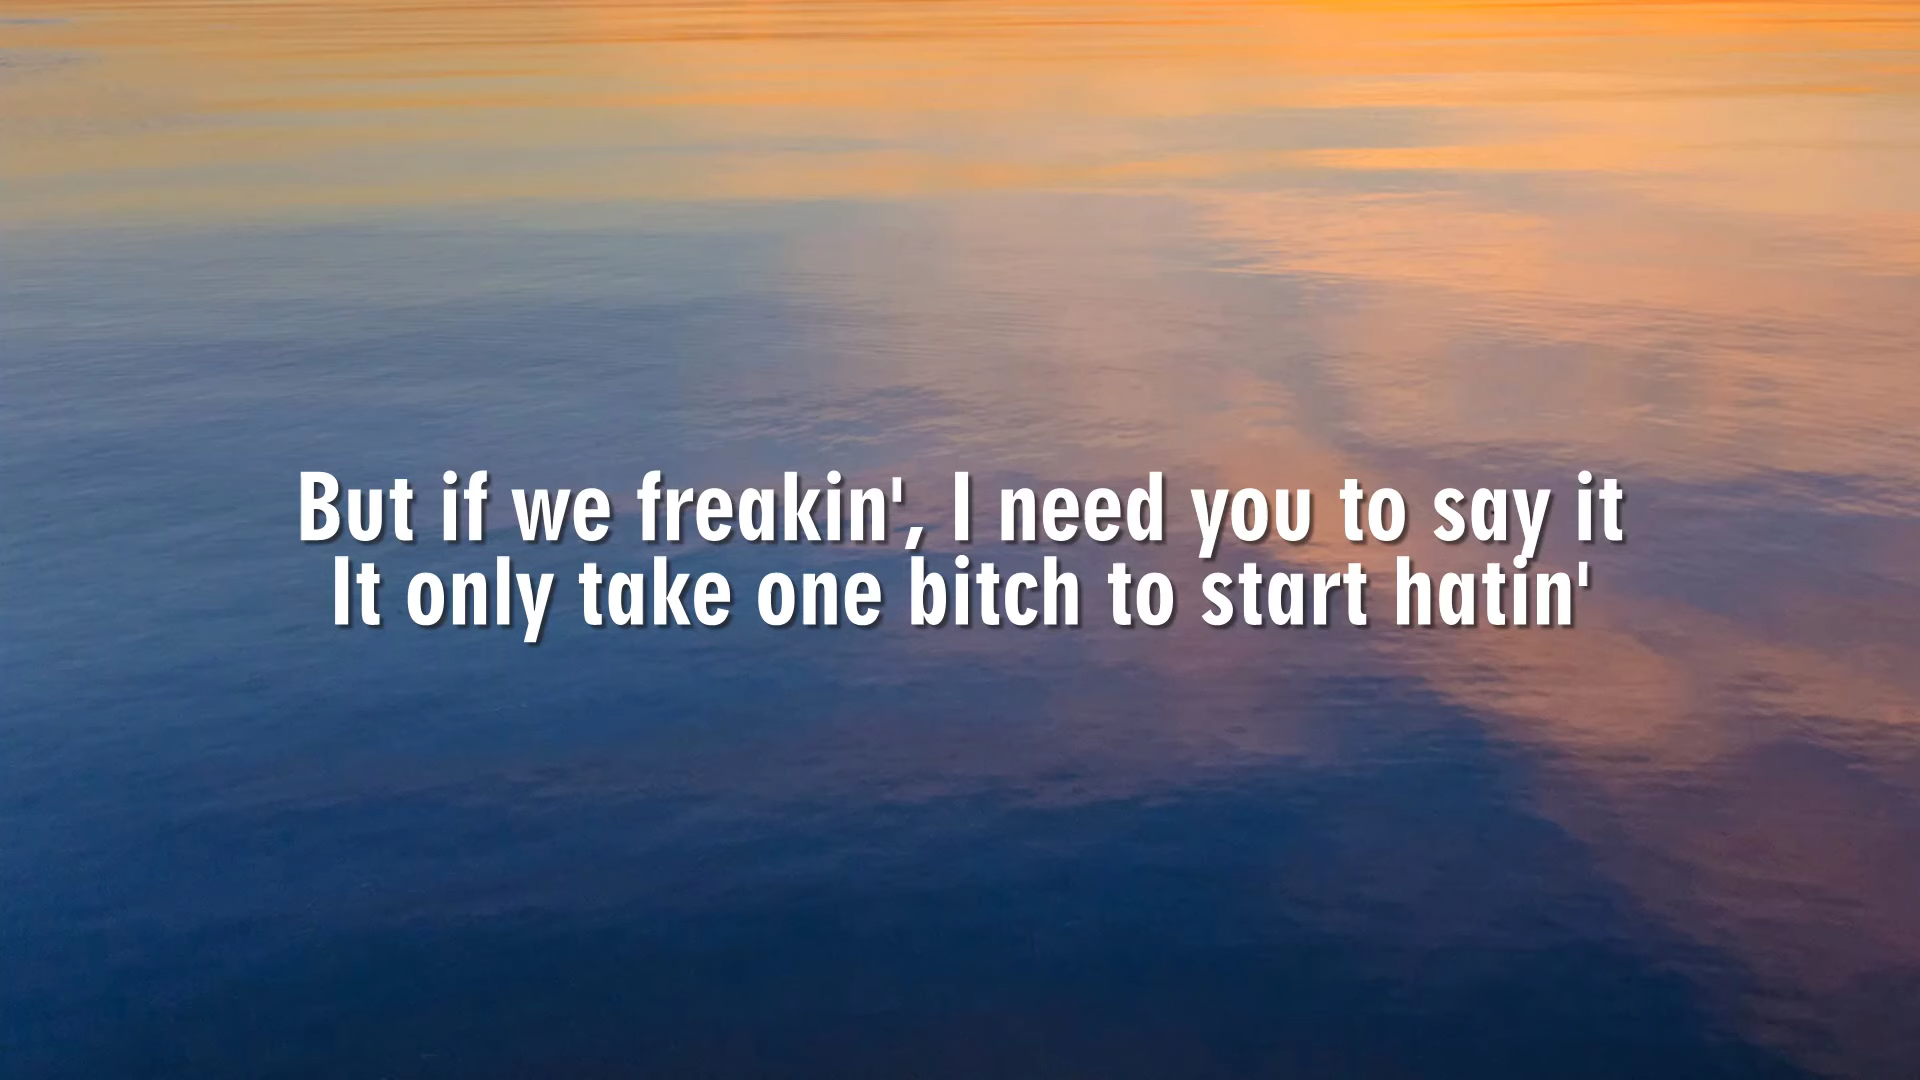 But if we freakin', I need you to say it
It only take one bitch to start hatin'